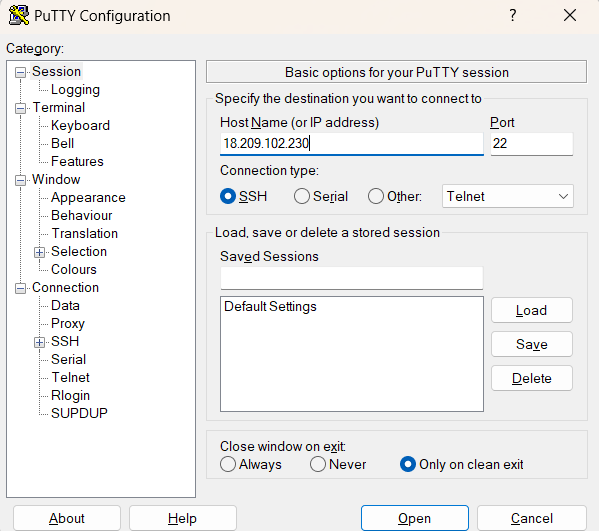 PuTTY Configuration
?
Category:
Session
Logging
Terminal
Keyboard
Bell
Features
Window
Appearance
Behaviour
Translation
Selection
Colours
Connection
Data
Proxy
SSH
Serial
Telnet
Rlogin
SUPDUP
Basic options for your PuTTY session
Specify the destination you want to connect to
Host Name (or IP address) Port
18.209.102.230 22
Connection type:
SSH Serial Other: Telnet
Load, save or delete a stored session
Saved Sessions
Default Settings
Load
Save
Delete
Close window on exit:
Always Never Only on clean exit
About Help Open Cancel